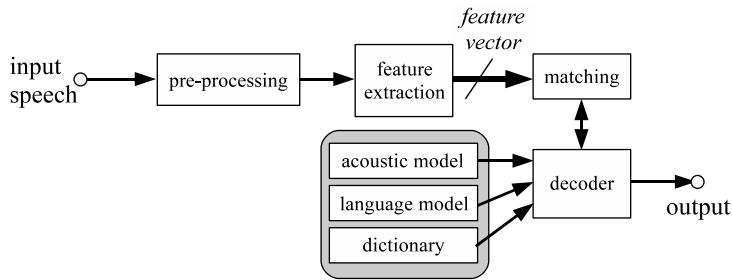 feature
vector
input
speech
pre-processing
feature
extraction
matching
acoustic model
language model
dictionary
decoder
output